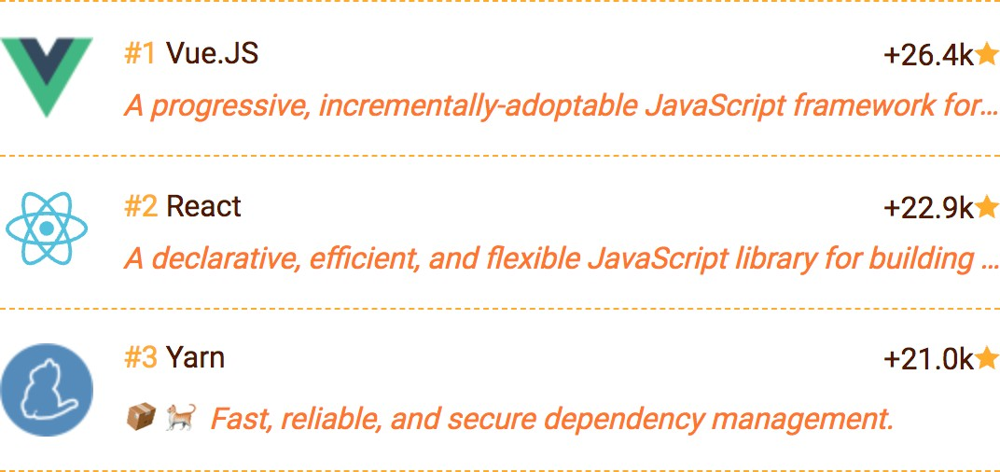 #1 Vue.JS +26.4k★
A progressive, incrementally-adoptable JavaScript framework for...
#2 React +22.9k★
A declarative, efficient, and flexible JavaScript library for building ...
#3 Yarn +21.0k★
📦🐈 Fast, reliable, and secure dependency management.